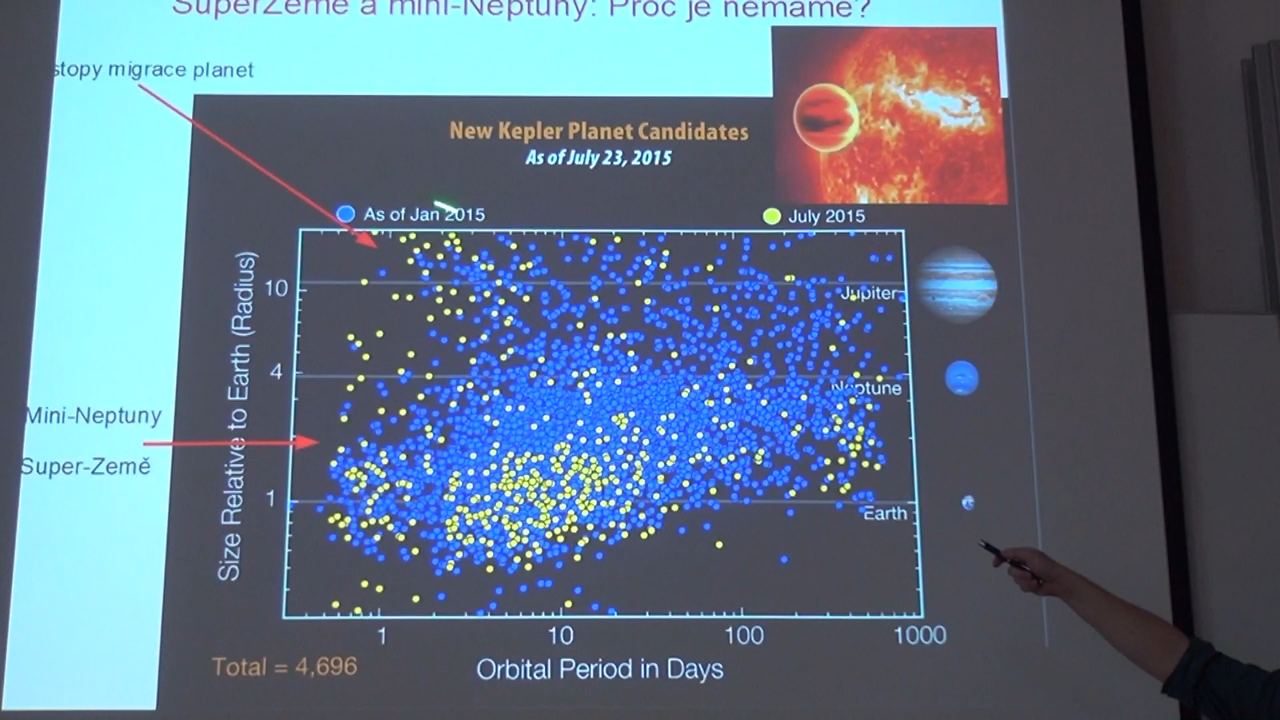 SuperZemě a mini-Neptuny: Proč je nemáme?
stopy migrace planet
New Kepler Planet Candidates
As of July 23, 2015
As of Jan 2015
July 2015
Size Relative to Earth (Radius)
10
Jupiter
4
Neptune
Mini-Neptuny
Super-Země
1
Earth
1
10
100
1000
Total = 4,696
Orbital Period in Days